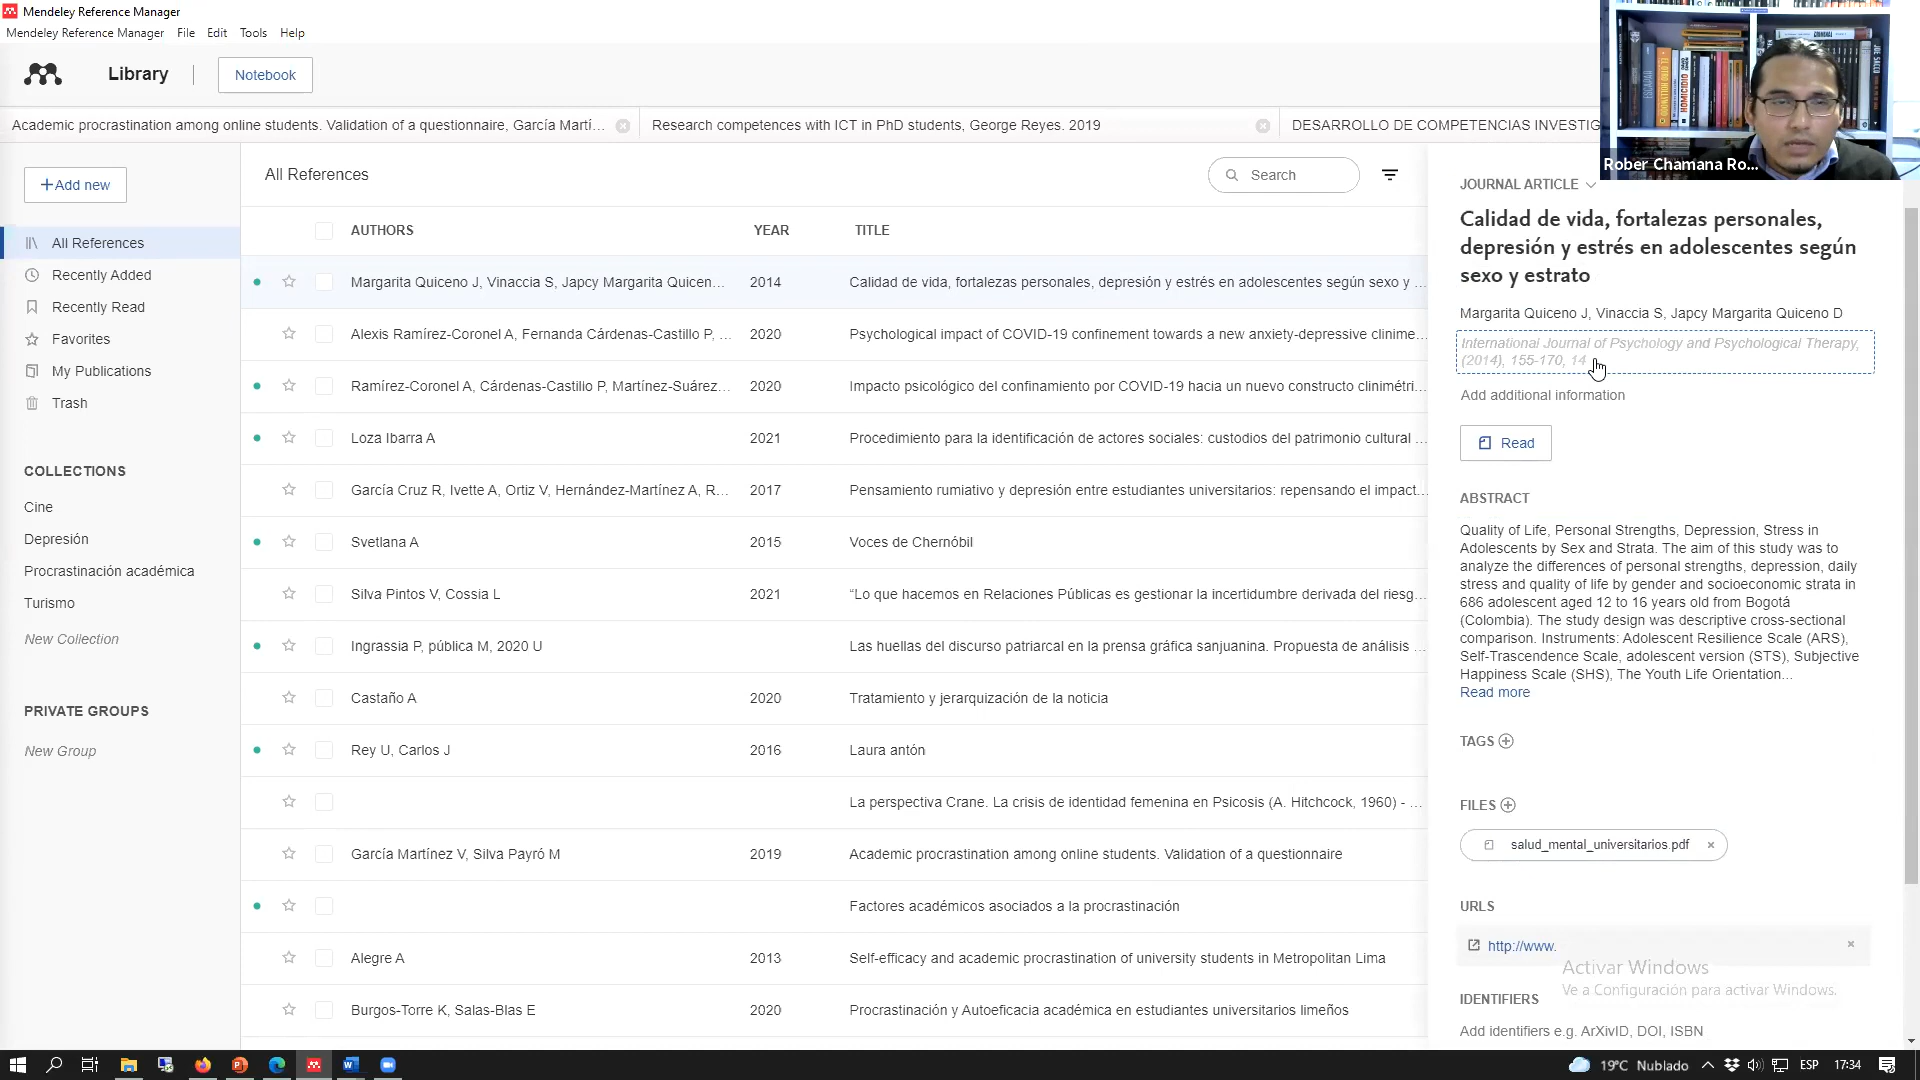 Mendeley Reference Manager
Mendeley Reference Manager File Edit Tools Help
Library
Notebook
Academic procrastination among online students. Validation of a questionnaire, García Martí...
Research competences with ICT in PhD students, George Reyes. 2019
DESARROLLO DE COMPETENCIAS INVESTIG
Rober Chamana Ro...
Add new
All References
Recently Added
Recently Read
Favorites
My Publications
Trash
COLLECTIONS
Cine
Depresión
Procrastinación académica
Turismo
New Collection
PRIVATE GROUPS
New Group
All References
Search
AUTHORS YEAR TITLE
Margarita Quiceno J, Vinaccia S, Japcy Margarita Quicen... 2014 Calidad de vida, fortalezas personales, depresión y estrés en adolescentes según sexo y ...
Alexis Ramírez-Coronel A, Fernanda Cárdenas-Castillo P, ... 2020 Psychological impact of COVID-19 confinement towards a new anxiety-depressive clinime...
Ramírez-Coronel A, Cárdenas-Castilio P, Martínez-Suárez... 2020 Impacto psicológico del confinamiento por COVID-19 hacia un nuevo constructo clinimétri...
Loza Ibarra A 2021 Procedimiento para la identificación de actores sociales: custodios del patrimonio cultural ...
García Cruz R, Ivette A, Ortiz V, Hernández-Martínez A, R... 2017 Pensamiento rumiativo y depresión entre estudiantes universitarios: repensando el impact...
Svetlana A 2015 Voces de Chernóbil
Silva Pintos V, Cossia L 2021 “Lo que hacemos en Relaciones Públicas es gestionar la incertidumbre derivada del riesg...
Ingrassia P, pública M, 2020 U Las huellas del discurso patriarcal en la prensa gráfica sanjuanina. Propuesta de análisis ...
Castaño A 2020 Tratamiento y jerarquización de la noticia
Rey U, Carlos J 2016 Laura antón
La perspectiva Crane. La crisis de identidad femenina en Psicosis (A. Hitchcock, 1960) - ...
García Martínez V, Silva Payró M 2019 Academic procrastination among online students. Validation of a questionnaire
Factores académicos asociados a la procrastinación
Alegre A 2013 Self-efficacy and academic procrastination of university students in Metropolitan Lima
Burgos-Torre K, Salas-Blas E 2020 Procrastinación y Autoeficacia académica en estudiantes universitarios limeños
JOURNAL ARTICLE
Calidad de vida, fortalezas personales,
depresión y estrés en adolescentes según
sexo y estrato
Margarita Quiceno J, Vinaccia S, Japcy Margarita Quiceno D
International Journal of Psychology and Psychological Therapy,
(2014), 155-170, 14
Add additional information
Read
ABSTRACT
Quality of Life, Personal Strengths, Depression, Stress in
Adolescents by Sex and Strata. The aim of this study was to
analyze the differences of personal strengths, depression, daily
stress and quality of life by gender and socioeconomic strata in
686 adolescent aged 12 to 16 years old from Bogotá
(Colombia). The study design was descriptive cross-sectional
comparison. Instruments: Adolescent Resilience Scale (ARS),
Self-Trascendence Scale, adolescent version (STS), Subjective
Happiness Scale (SHS), The Youth Life Orientation...
Read more
TAGS
FILES
salud_mental_universitarios.pdf
URLS
http://www.
Activar Windows
Ve a Configuración para activar Windows.
IDENTIFIERS
Add identifiers e.g. ArXivID, DOI, ISBN
19°C Nublado ESP 17:34